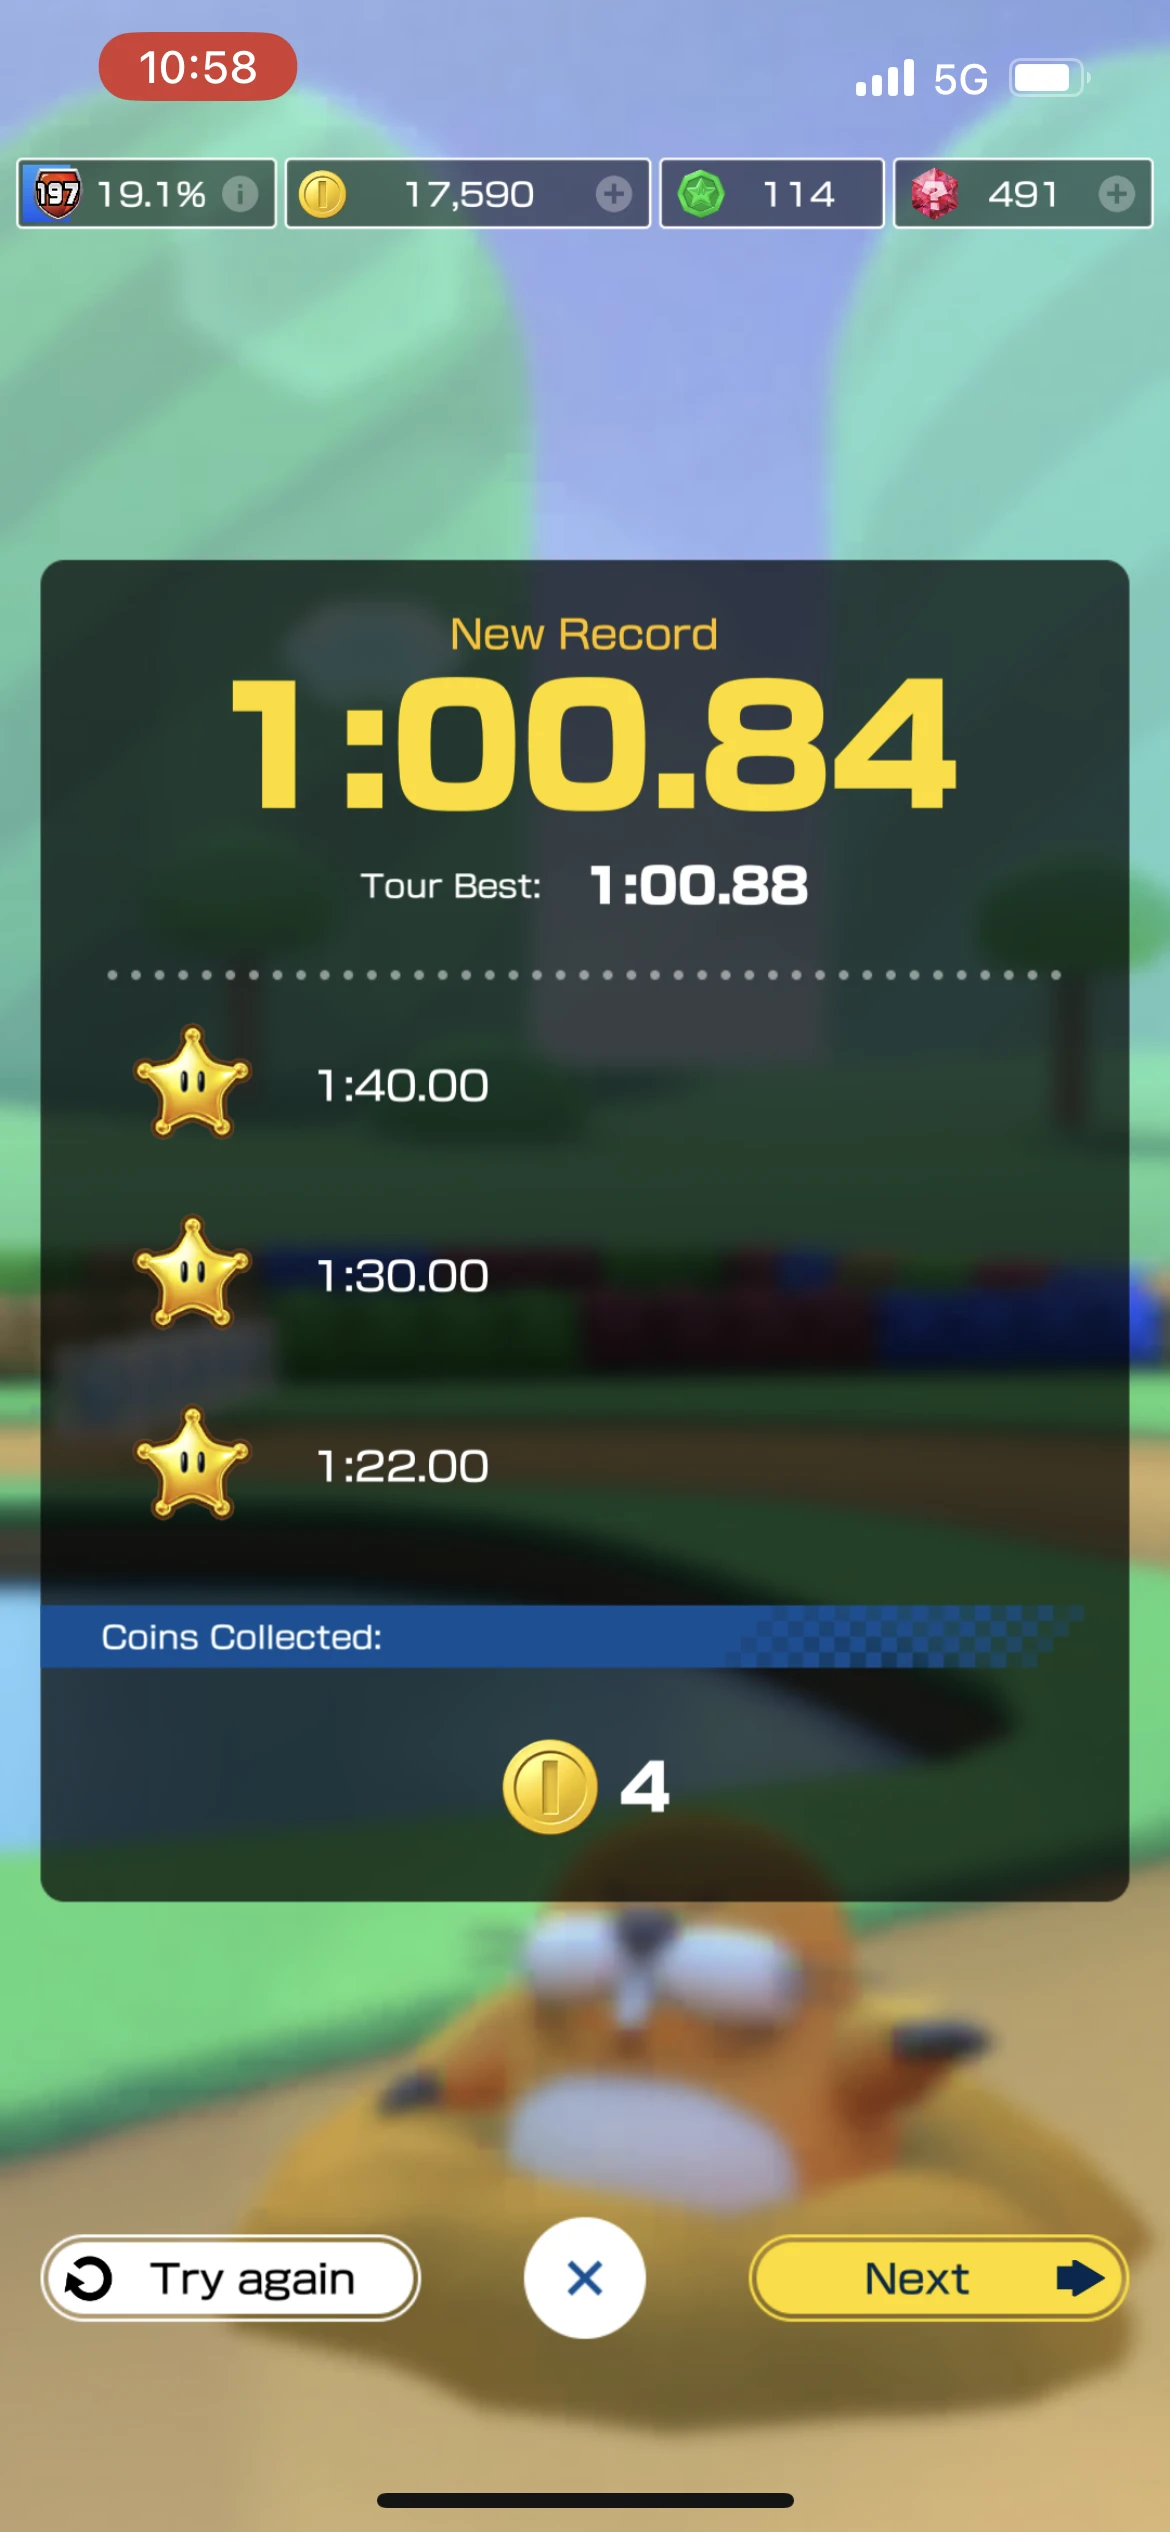 10:58 5G
197 19.1% i 17,590 + 114 ? 491 +
New Record
1:00.84
Tour Best: 1:00.88
1:40.00
1:30.00
1:22.00
Coins Collected:
4
Try again × Next